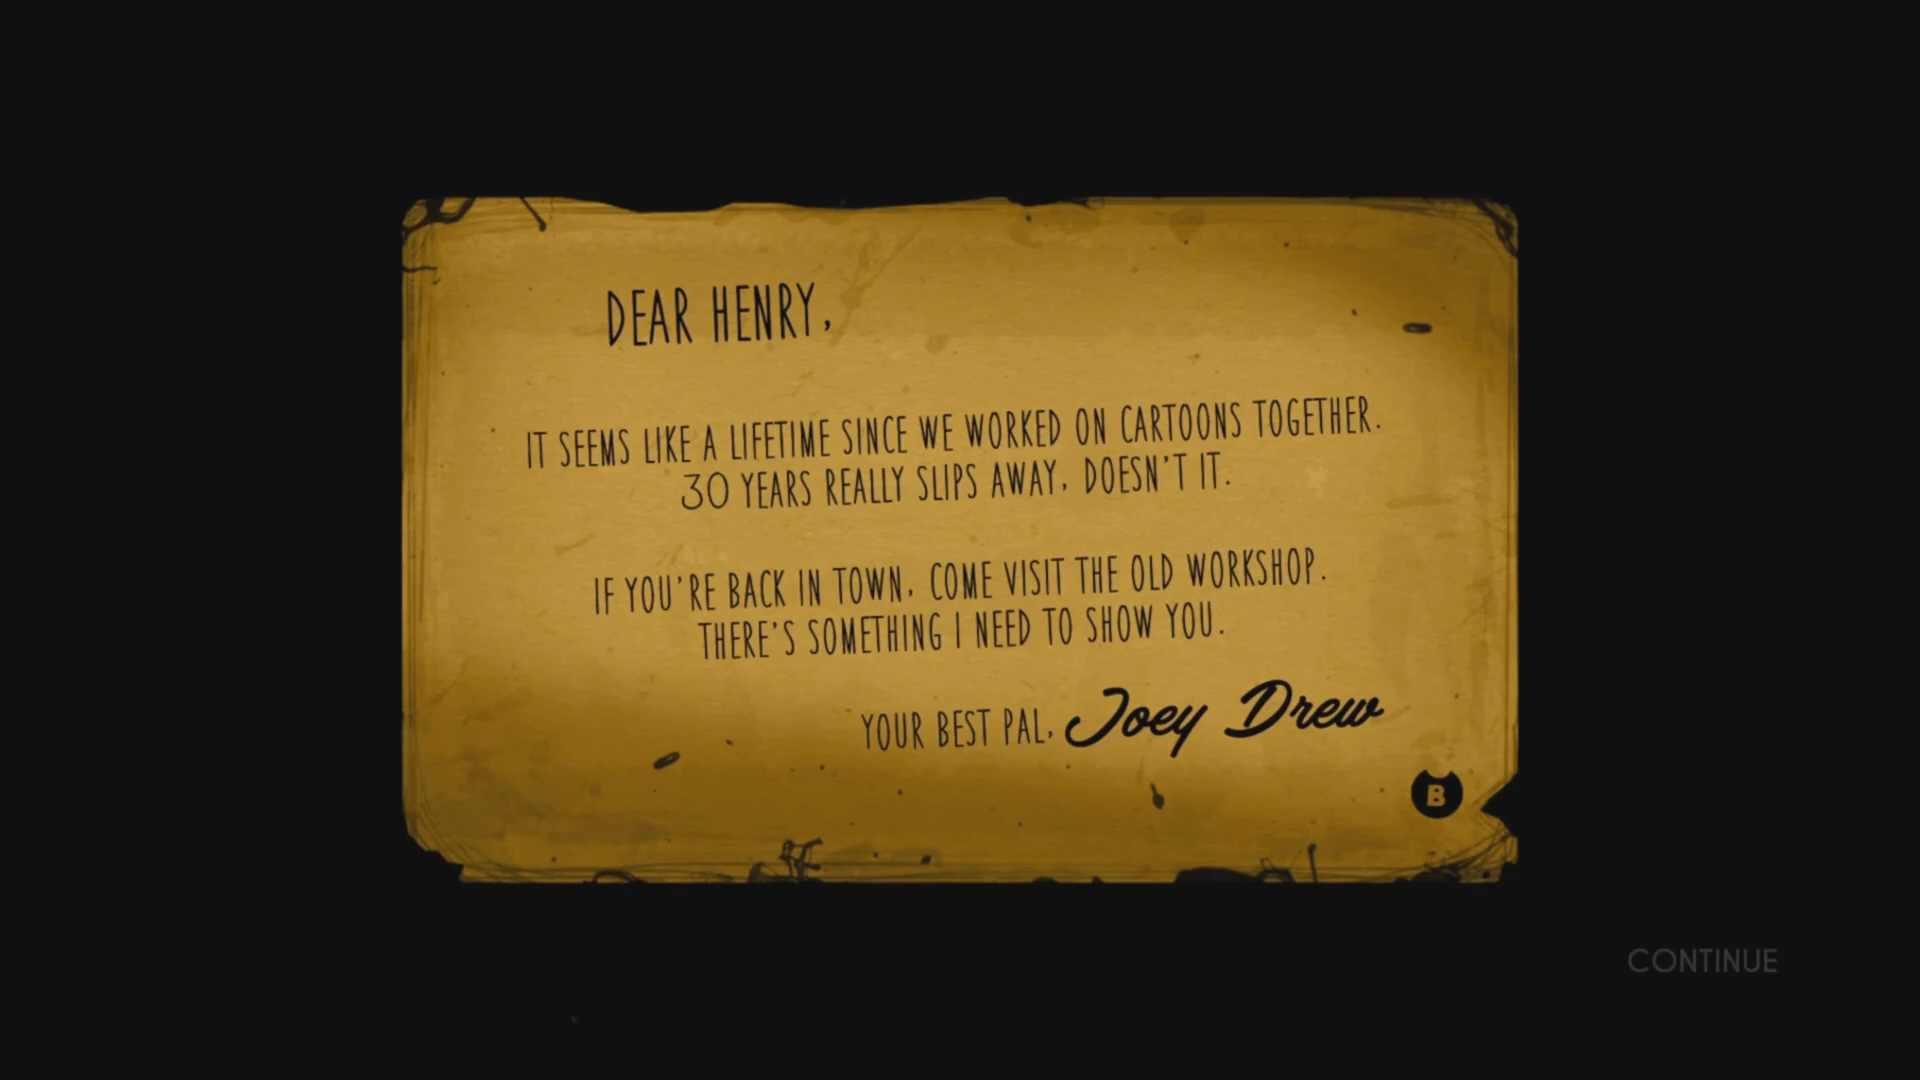 DEAR HENRY,
IT SEEMS LIKE A LIFETIME SINCE WE WORKED ON CARTOONS TOGETHER.
30 YEARS REALLY SLIPS AWAY, DOESN'T IT.
IF YOU'RE BACK IN TOWN, COME VISIT THE OLD WORKSHOP.
THERE'S SOMETHING I NEED TO SHOW YOU.
YOUR BEST PAL, Joey Drew
B
CONTINUE